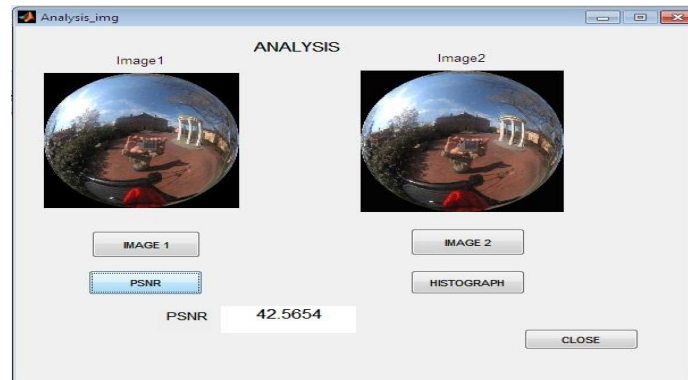 Analysis_img
ANALYSIS
Image1
Image2
IMAGE 1
IMAGE 2
PSNR
HISTOGRAPH
PSNR 42.5654
CLOSE